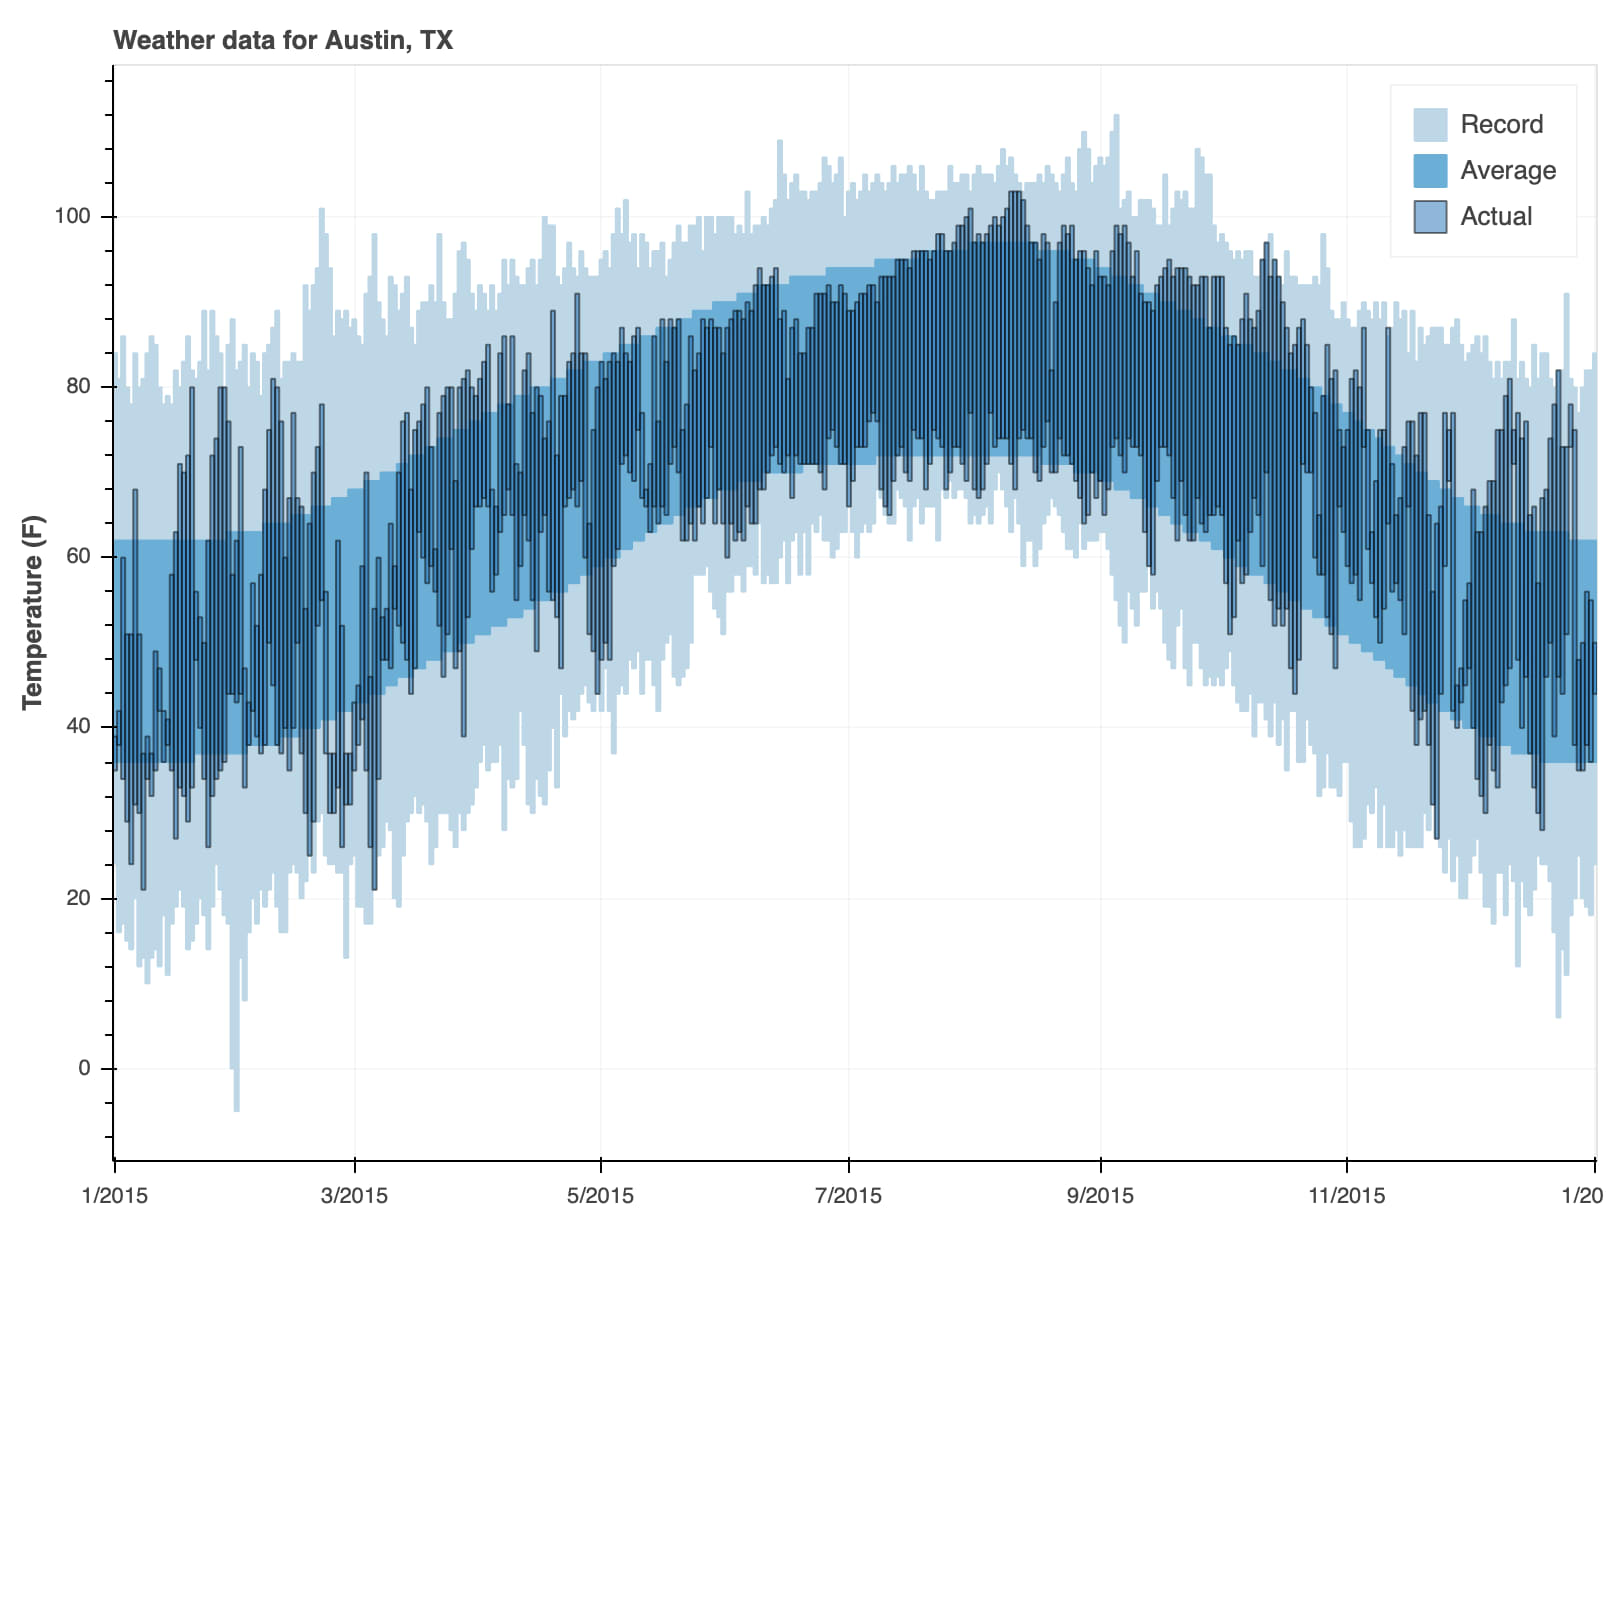 Weather data for Austin, TX
Record
Average
Actual
Temperature (F)
100
80
60
40
20
0
1/2015
3/2015
5/2015
7/2015
9/2015
11/2015
1/20